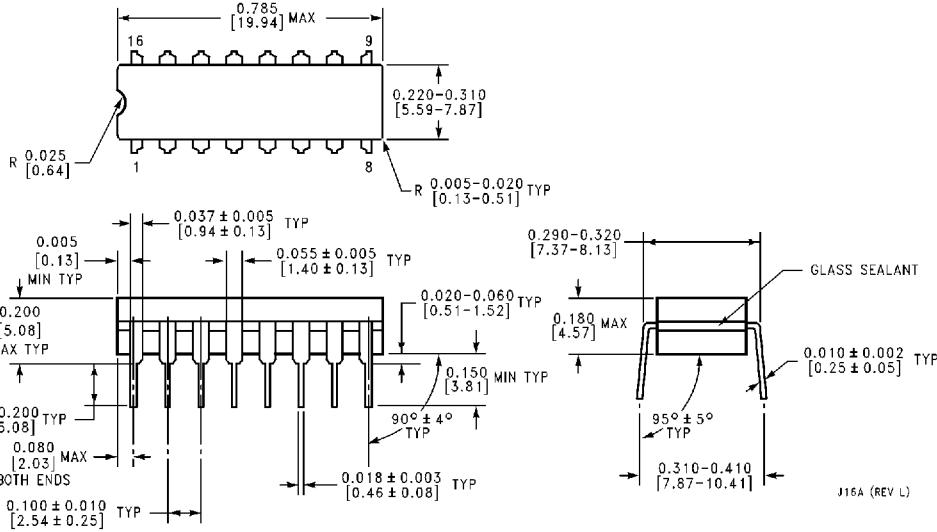 0.785
[19.94] MAX
16
9
0.220-0.310
[5.59-7.87]
R 0.025
[0.64]
1
8
R 0.005-0.020 TYP
[0.13-0.51]
0.037 ± 0.005 TYP
[0.94 ± 0.13]
0.005
[0.13]
MIN TYP
0.055 ± 0.005 TYP
[1.40 ± 0.13]
0.290-0.320
[7.37-8.13]
GLASS SEALANT
0.020-0.060 TYP
[0.51-1.52]
0.200
[5.08]
TYP
0.180 MAX
[4.57]
0.150 MIN TYP
[3.81]
0.010 ± 0.002 TYP
[0.25 ± 0.05]
0.200 TYP
5.08]
90° ± 4°
TYP
95° ± 5°
TYP
0.080 MAX
[2.03]
BOTH ENDS
0.018 ± 0.003 TYP
[0.46 ± 0.08]
0.310-0.410
[7.87-10.41]
0.100 ± 0.010 TYP
[2.54 ± 0.25]
J16A (REV L)